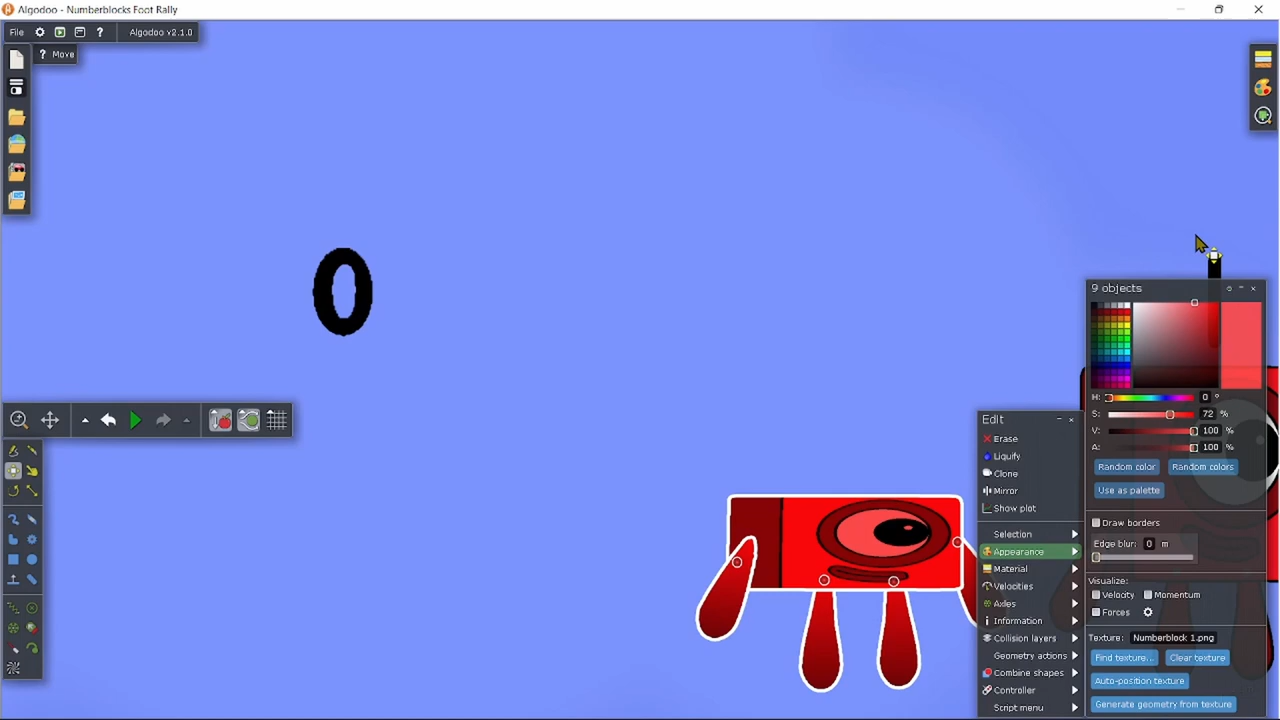 Algodoo - Numberblocks Foot Rally
File ? Algodoo v2.1.0
? Move
0
9 objects
H: 0 °
S: 72 %
V: 100 %
A: 100 %
Random color Random colors
Use as palette
Draw borders
Edge blur: 0 m
Visualize:
Velocity Momentum
Forces
Texture: Numberblock 1.png
Find texture... Clear texture
Auto-position texture
Generate geometry from texture
Edit
Erase
Liquify
Clone
Mirror
Show plot
Selection
Appearance
Material
Velocities
Axles
Information
Collision layers
Geometry actions
Combine shapes
Controller
Script menu